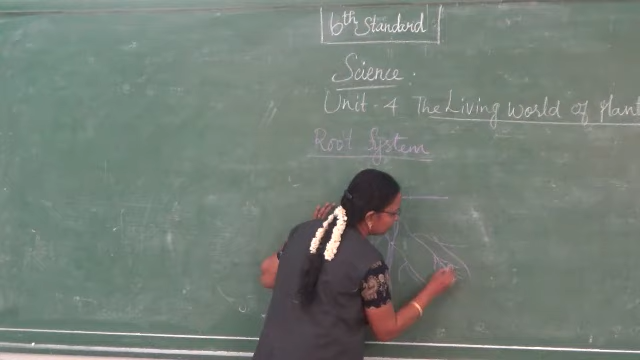 6th Standard
Science.
Unit - 4 The Living World of Plant
Root System